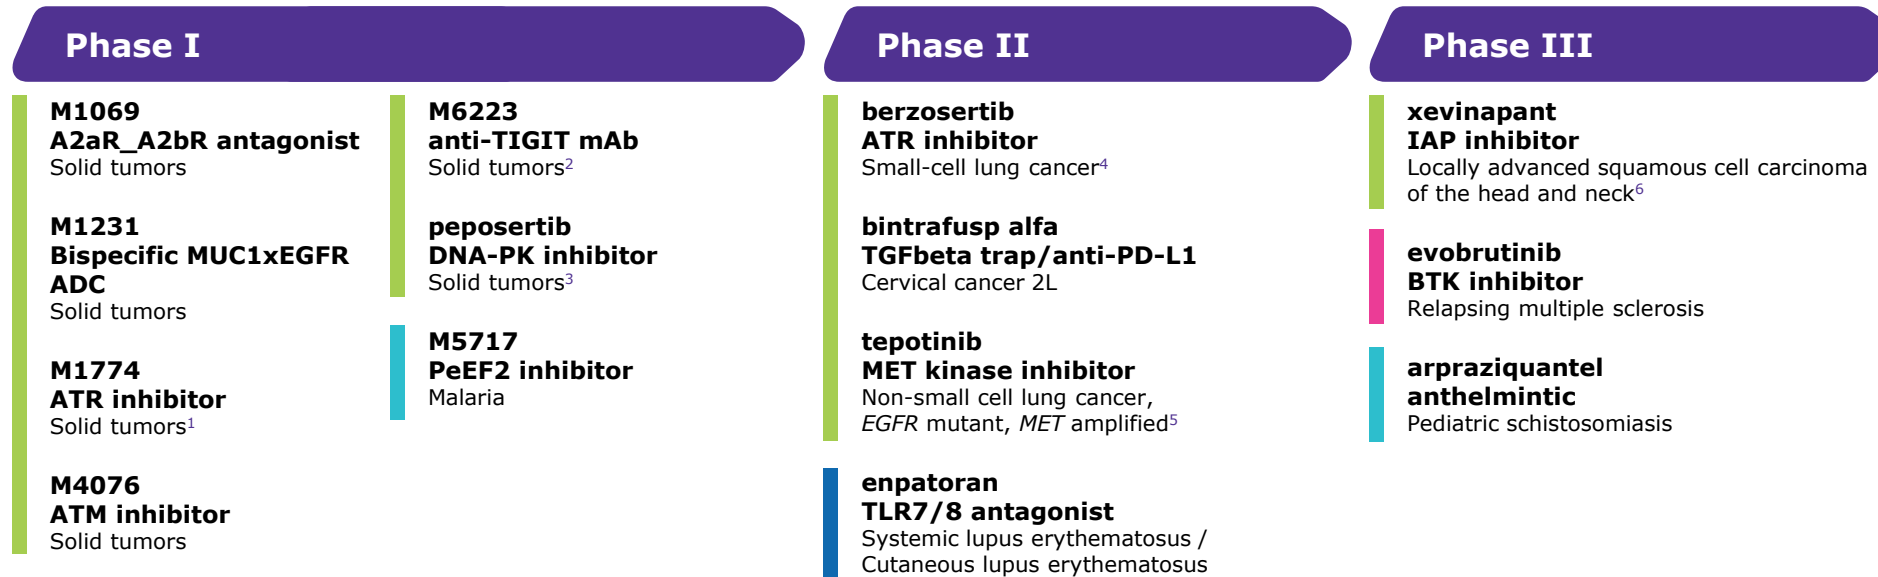 Phase I
M1069
A2aR_A2bR antagonist
Solid tumors
M1231
Bispecific MUC1xEGFR
ADC
Solid tumors
M1774
ATR inhibitor
Solid tumors¹
M4076
ATM inhibitor
Solid tumors
M6223
anti-TIGIT mAb
Solid tumors²
peposertib
DNA-PK inhibitor
Solid tumors³
M5717
PeEF2 inhibitor
Malaria
Phase II
berzosertib
ATR inhibitor
Small-cell lung cancer⁴
bintrafusp alfa
TGFbeta trap/anti-PD-L1
Cervical cancer 2L
tepotinib
MET kinase inhibitor
Non-small cell lung cancer,
EGFR mutant, MET amplified⁵
enpatoran
TLR7/8 antagonist
Systemic lupus erythematosus /
Cutaneous lupus erythematosus
Phase III
xevinapant
IAP inhibitor
Locally advanced squamous cell carcinoma
of the head and neck⁶
evobrutinib
BTK inhibitor
Relapsing multiple sclerosis
arpraziquantel
anthelmintic
Pediatric schistosomiasis